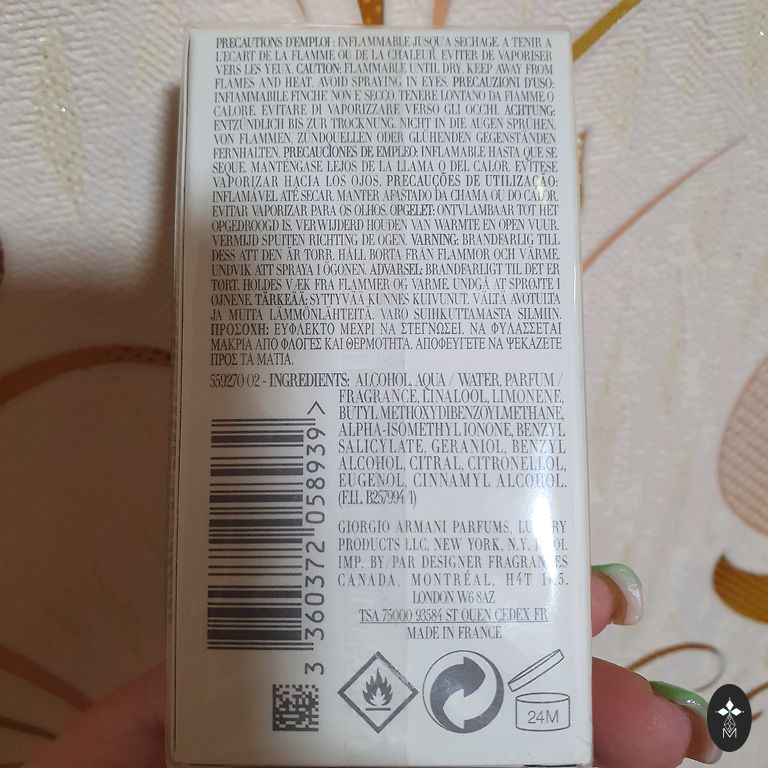 PRECAUTIONS D'EMPLOI : INFLAMMABLE JUSQU'A SECHAGE. A TENIR A
L'ECART DE LA FLAMME OU DE LA CHALEUR. EVITER DE VAPORISER
VERS LES YEUX. CAUTION: FLAMMABLE UNTIL DRY. KEEP AWAY FROM
FLAMES AND HEAT. AVOID SPRAYING IN EYES. PRECAUZIONI D'USO:
INFIAMMABILE FINCHE' NON E' SECCO. TENERE LONTANO DA FIAMME O
CALORE. EVITARE DI VAPORIZZARE VERSO GLI OCCHI. ACHTUNG:
ENTZÜNDLICH BIS ZUR TROCKNUNG. NICHT IN DIE AUGEN SPRÜHEN.
VON FLAMMEN, ZÜNDQUELLEN ODER GLÜHENDEN GEGENSTÄNDEN
FERNHALTEN. PRECAUCIONES DE EMPLEO: INFLAMABLE HASTA QUE SE
SEQUE. MANTÉNGASE LEJOS DE LA LLAMA O DEL CALOR. EVÍTESE
VAPORIZAR HACIA LOS OJOS. PRECAUÇÕES DE UTILIZAÇÃO:
INFLAMÁVEL ATÉ SECAR. MANTER AFASTADO DA CHAMA OU DO CALOR.
EVITAR VAPORIZAR PARA OS OLHOS. OPGELET: ONTVLAMBAAR TOT HET
OPGEDROOGD IS. VERWIJDERD HOUDEN VAN WARMTE EN OPEN VUUR.
VERMIJD SPUITEN RICHTING DE OGEN. VARNING: BRANDFARLIG TILL
DESS ATT DEN ÄR TORR. HÅLL BORTA FRÅN FLAMMOR OCH VÄRME.
UNDVIK ATT SPRAYA I ÖGONEN. ADVARSEL: BRANDFARLIGT TIL DET ER
TØRT. HOLDES VÆK FRA FLAMMER OG VARME. UNDGÅ AT SPRØJTE I
ØJNENE. TÄRKEÄÄ: SYTTYVÄÄ KUNNES KUIVUNUT. VÄLTÄ AVOTULTA
JA MUITA LÄMMÖNLÄHTEITÄ. VARO SUIHKUTTAMASTA SILMIIN.
ΠΡΟΣΟΧΗ: ΕΥΦΛΕΚΤΟ ΜΕΧΡΙ ΝΑ ΣΤΕΓΝΩΣΕΙ. ΝΑ ΦΥΛΑΣΣΕΤΑΙ
ΜΑΚΡΙΑ ΑΠΟ ΦΛΟΓΕΣ ΚΑΙ ΘΕΡΜΟΤΗΤΑ. ΑΠΟΦΕΥΓΕΤΕ ΝΑ ΨΕΚΑΖΕΤΕ
ΠΡΟΣ ΤΑ ΜΑΤΙΑ.
559270 02 - INGREDIENTS: ALCOHOL, AQUA / WATER, PARFUM /
FRAGRANCE, LINALOOL, LIMONENE,
BUTYL METHOXYDIBENZOYLMETHANE,
ALPHA-ISOMETHYL IONONE, BENZYL
SALICYLATE, GERANIOL, BENZYL
ALCOHOL, CITRAL, CITRONELLOL,
EUGENOL, CINNAMYL ALCOHOL.
(F.I.L. B257994/1)
3 360372 058939 >
GIORGIO ARMANI PARFUMS, LUXURY
PRODUCTS LLC, NEW YORK, N.Y.
IMP. BY/PAR DESIGNER FRAGRANCES
CANADA, MONTRÉAL, H4T
LONDON W6 8AZ
TSA 75000 93584 ST OUEN CEDEX FR
MADE IN FRANCE
24M
M